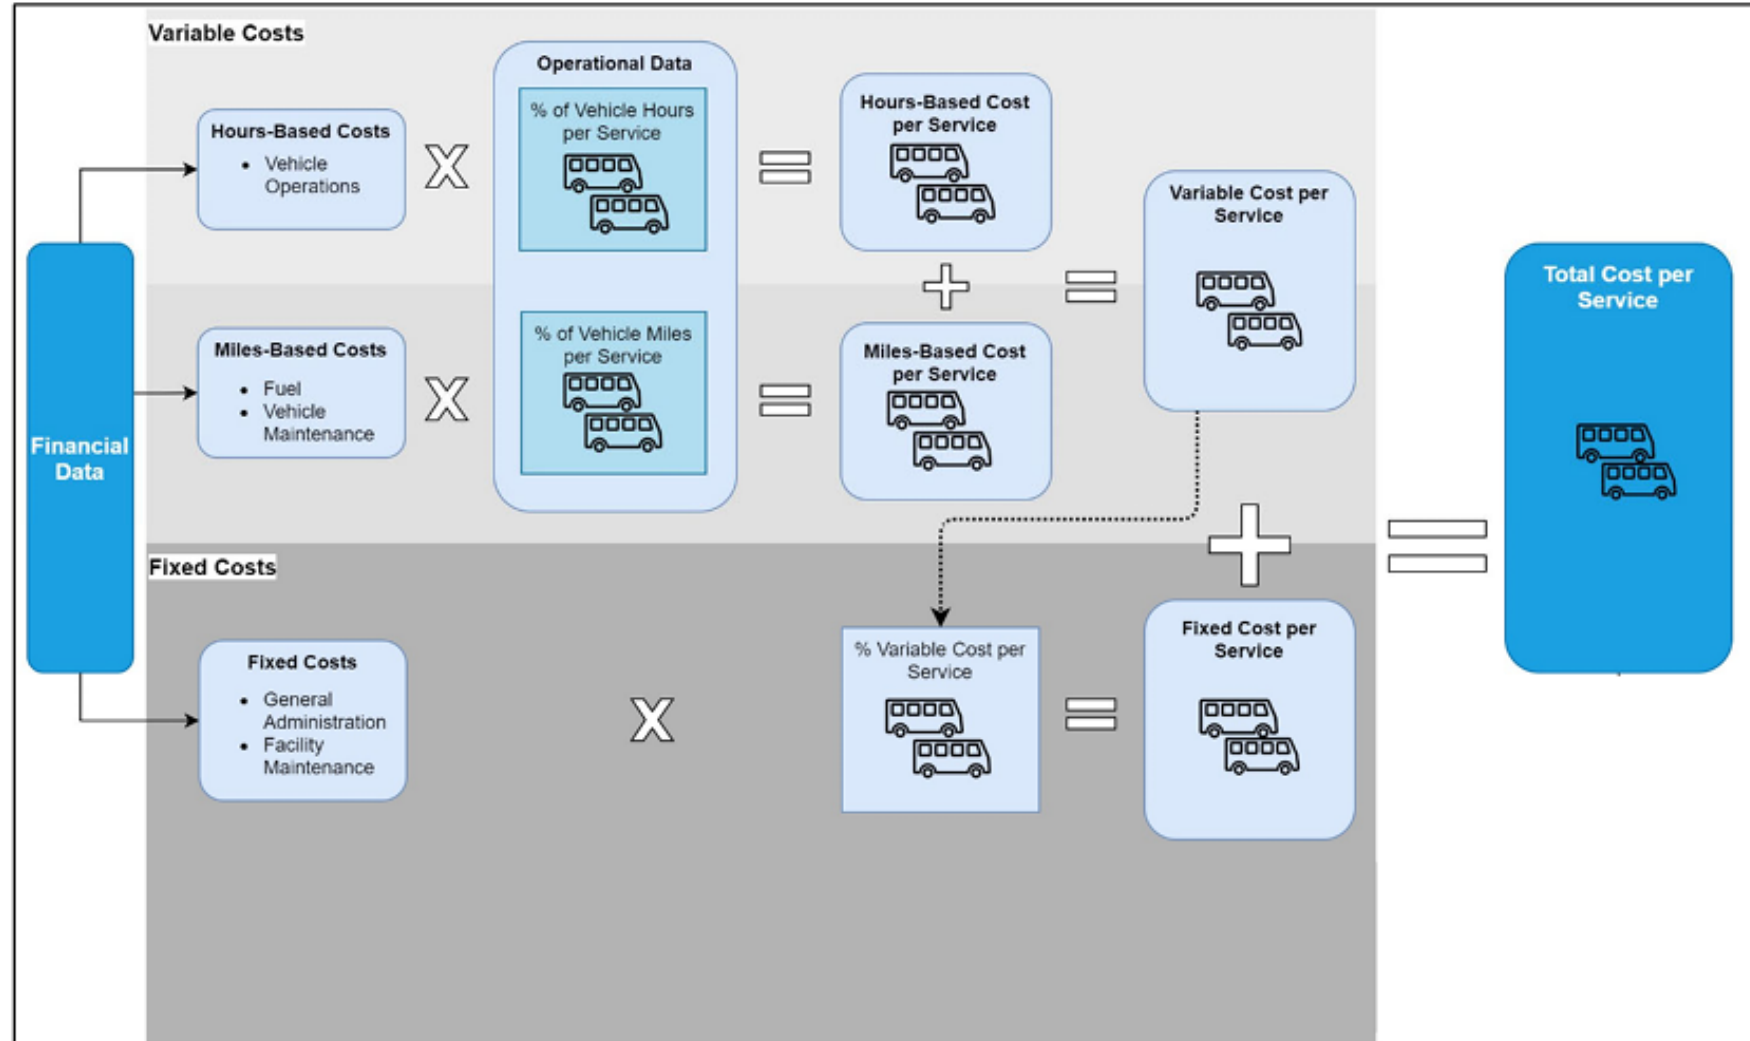 Variable Costs
Operational Data
Hours-Based Costs
• Vehicle
Operations
X
% of Vehicle Hours
per Service
=
Hours-Based Cost
per Service
+
=
Variable Cost per
Service
Miles-Based Costs
• Fuel
• Vehicle
Maintenance
X
% of Vehicle Miles
per Service
=
Miles-Based Cost
per Service
Financial
Data
Total Cost per
Service
+
=
Fixed Costs
Fixed Costs
• General
Administration
• Facility
Maintenance
X
% Variable Cost per
Service
=
Fixed Cost per
Service